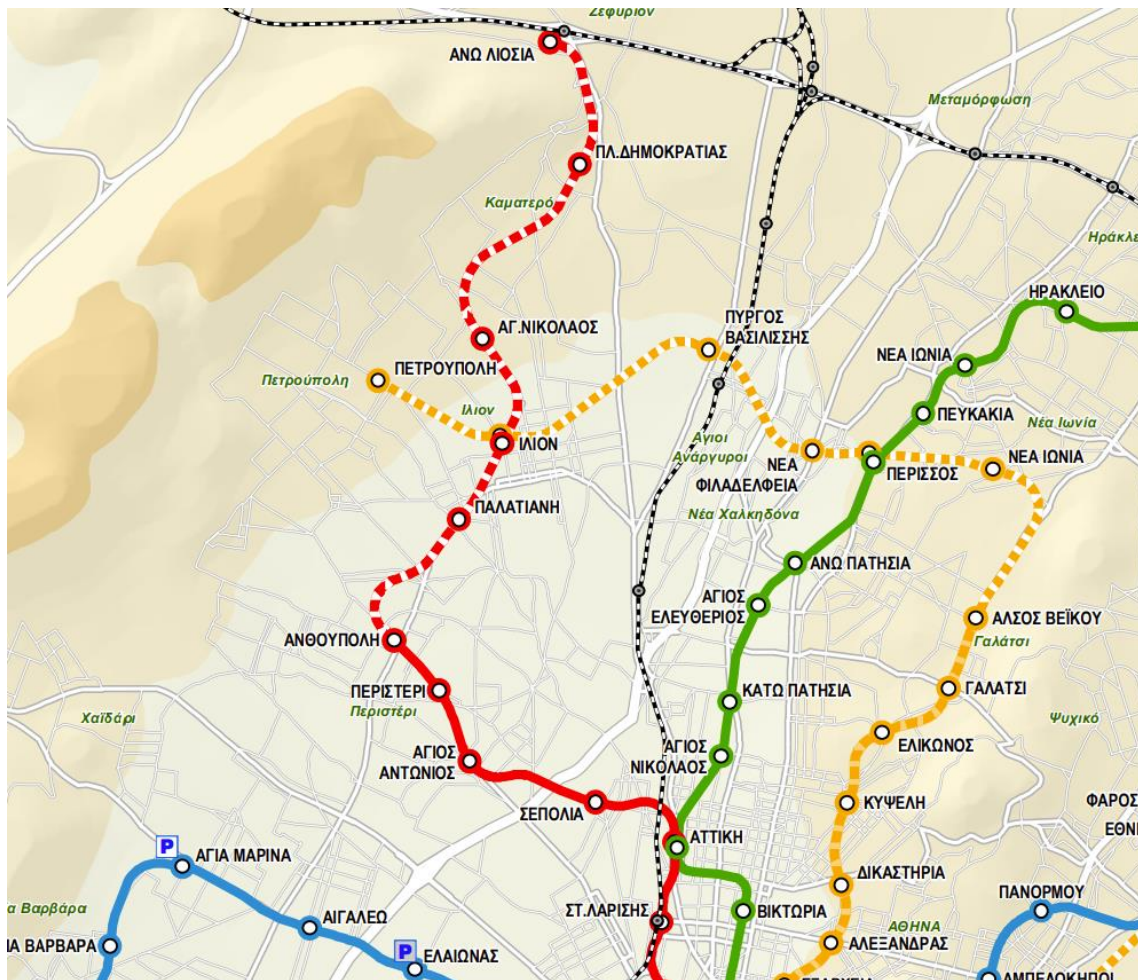 Ζεφύριον
ΑΝΩ ΛΙΟΣΙΑ
Μεταμόρφωση
ΠΛ.ΔΗΜΟΚΡΑΤΙΑΣ
Καματερό
ΗΡΑΚΛΕΙΟ
ΑΓ.ΝΙΚΟΛΑΟΣ
ΠΥΡΓΟΣ
ΒΑΣΙΛΙΣΣΗΣ
ΝΕΑ ΙΩΝΙΑ
ΠΕΤΡΟΥΠΟΛΗ
Πετρούπολη
Ιλιον
ΠΕΥΚΑΚΙΑ
Νέα Ιωνία
ΙΛΙΟΝ
Αγιοι
Ανάργυροι
ΝΕΑ
ΦΙΛΑΔΕΛΦΕΙΑ
ΠΕΡΙΣΣΟΣ
ΝΕΑ ΙΩΝΙΑ
ΠΑΛΑΤΙΑΝΗ
Νέα Χαλκηδόνα
ΑΝΩ ΠΑΤΗΣΙΑ
ΑΓΙΟΣ
ΕΛΕΥΘΕΡΙΟΣ
ΑΛΣΟΣ ΒΕΪΚΟΥ
Γαλάτσι
ΑΝΘΟΥΠΟΛΗ
ΠΕΡΙΣΤΕΡΙ
Περιστέρι
ΚΑΤΩ ΠΑΤΗΣΙΑ
ΓΑΛΑΤΣΙ
Χαϊδάρι
Ψυχικό
ΕΛΙΚΩΝΟΣ
ΑΓΙΟΣ
ΑΝΤΩΝΙΟΣ
ΑΓΙΟΣ
ΝΙΚΟΛΑΟΣ
ΣΕΠΟΛΙΑ
ΚΥΨΕΛΗ
ΦΑΡΟΣ
ΕΘΝΙ
ΑΤΤΙΚΗ
P
ΑΓΙΑ ΜΑΡΙΝΑ
ΔΙΚΑΣΤΗΡΙΑ
ΠΑΝΟΡΜΟΥ
α Βαρβάρα
ΙΑ ΒΑΡΒΑΡΑ
ΑΙΓΑΛΕΩ
ΣΤ.ΛΑΡΙΣΗΣ
ΒΙΚΤΩΡΙΑ
ΑΘΗΝΑ
ΑΛΕΞΑΝΔΡΑΣ
P
ΕΛΑΙΩΝΑΣ
ΑΜΠΕΛΟΚΗΠΟΙ